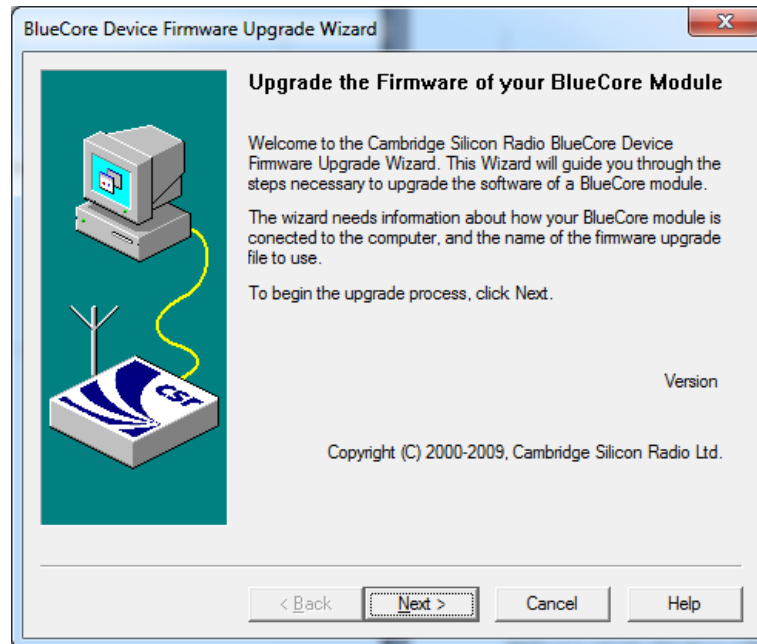 BlueCore Device Firmware Upgrade Wizard
Upgrade the Firmware of your BlueCore Module
Welcome to the Cambridge Silicon Radio BlueCore Device
Firmware Upgrade Wizard. This Wizard will guide you through the
steps necessary to upgrade the software of a BlueCore module.
The wizard needs information about how your BlueCore module is
conected to the computer, and the name of the firmware upgrade
file to use.
To begin the upgrade process, click Next.
csr
Version
Copyright (C) 2000-2009, Cambridge Silicon Radio Ltd.
< Back
Next >
Cancel
Help